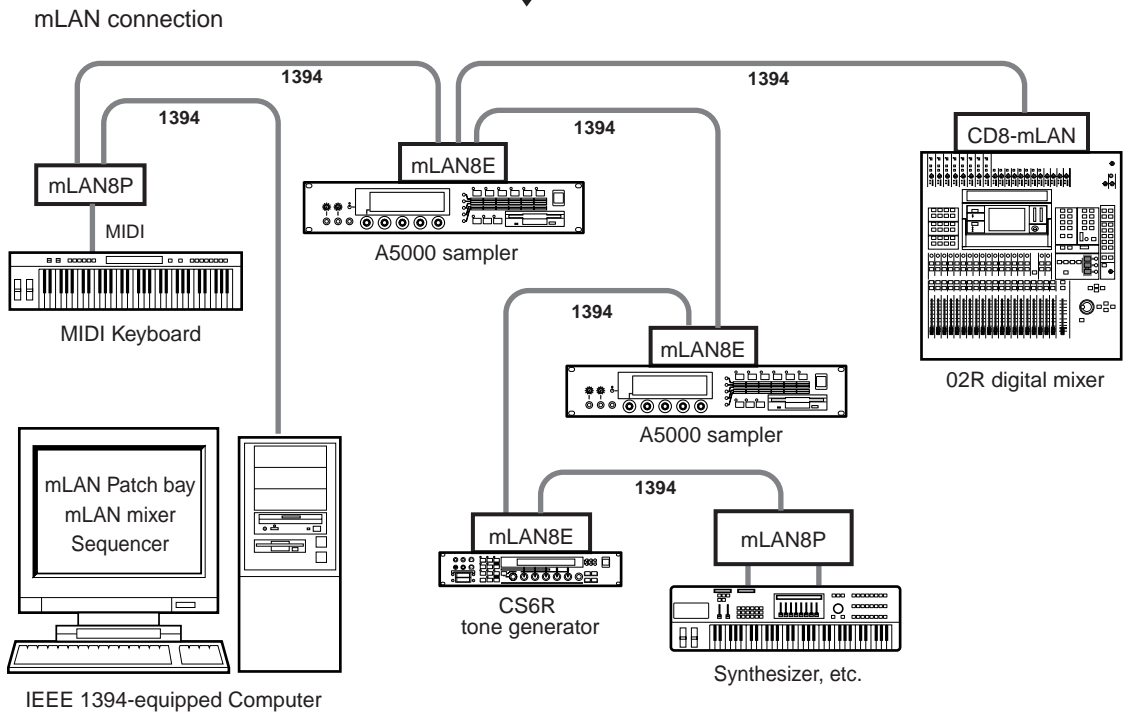 mLAN connection
1394
1394
1394
1394
CD8-mLAN
mLAN8E
mLAN8P
MIDI
A5000 sampler
MIDI Keyboard
1394
mLAN8E
02R digital mixer
A5000 sampler
mLAN Patch bay
mLAN mixer
Sequencer
1394
mLAN8E
mLAN8P
CS6R
tone generator
Synthesizer, etc.
IEEE 1394-equipped Computer